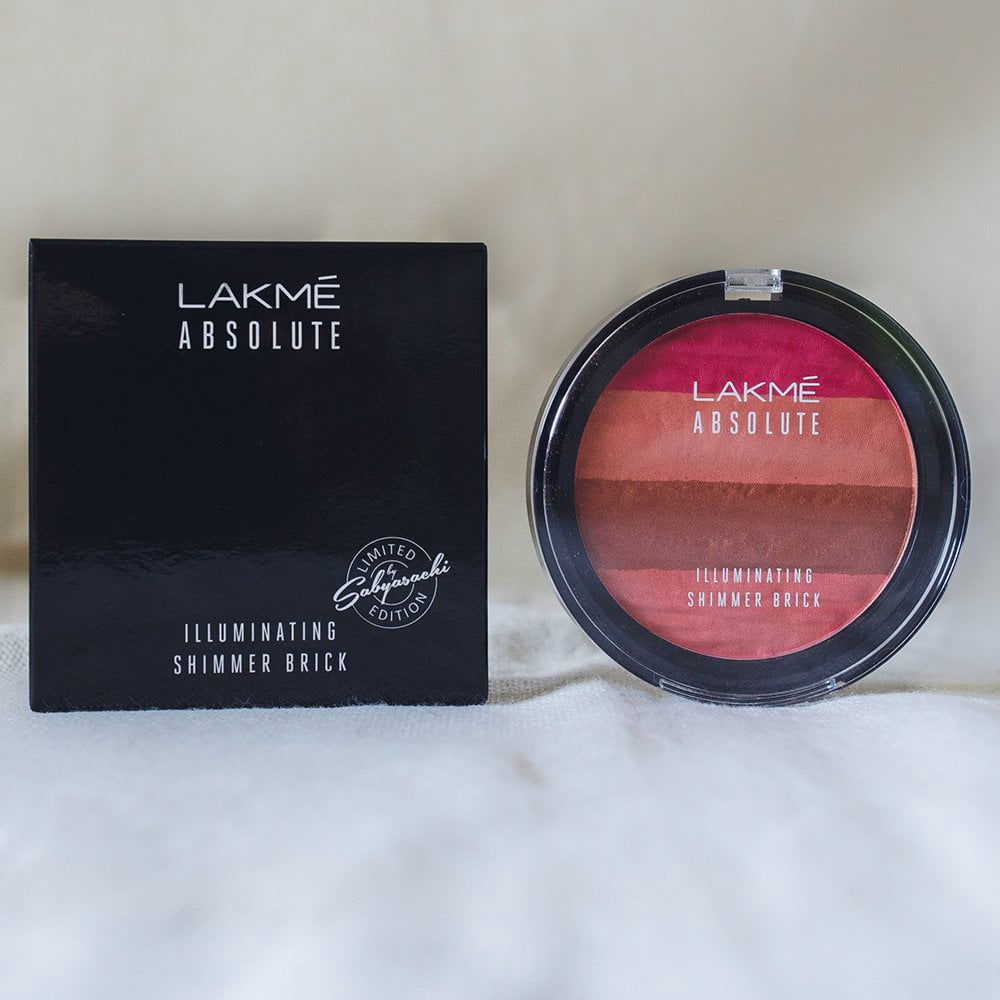 LAKMÉ
ABSOLUTE
LIMITED
by
Sabyasachi
EDITION
ILLUMINATING
SHIMMER BRICK
LAKMÉ
ABSOLUTE
ILLUMINATING
SHIMMER BRICK